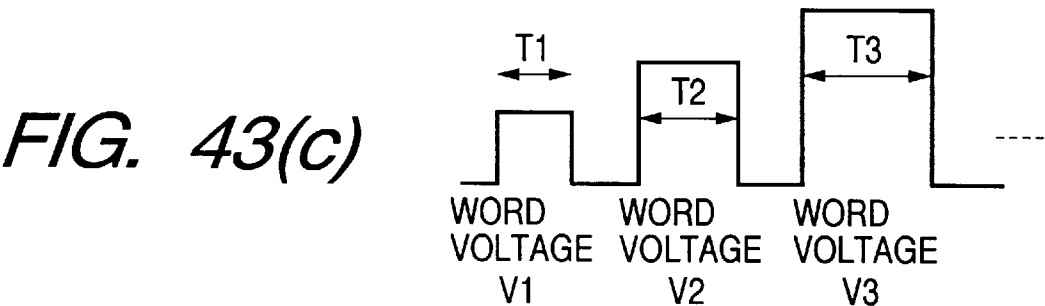 FIG. 43(c)
T1
T2
T3
WORD
VOLTAGE
V1
WORD
VOLTAGE
V2
WORD
VOLTAGE
V3